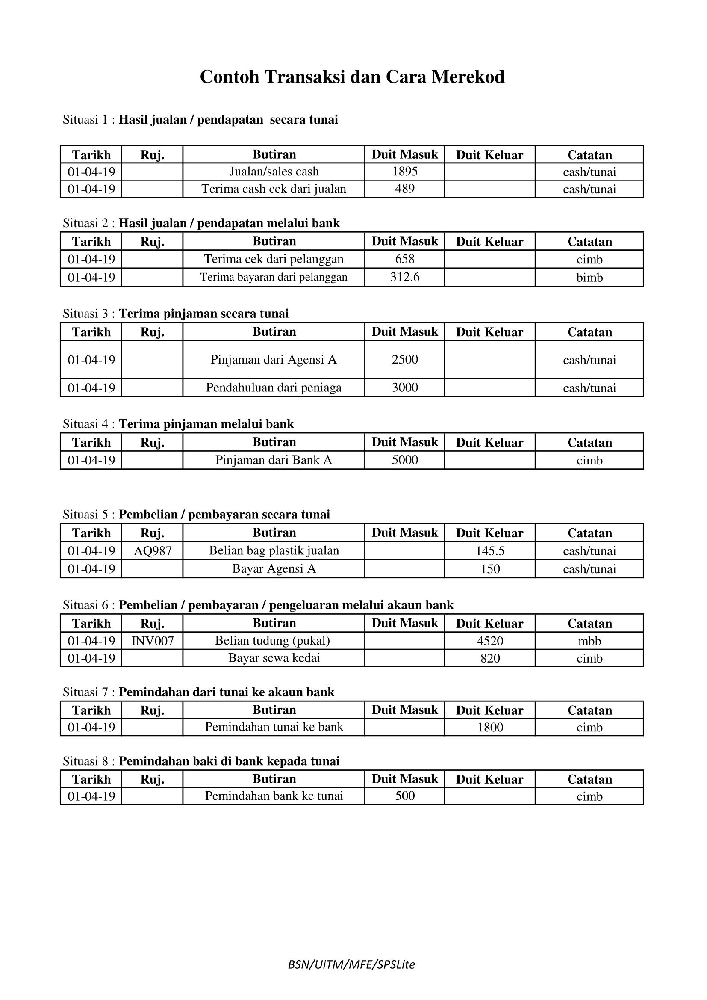 Contoh Transaksi dan Cara Merekod
Situasi 1 : Hasil jualan / pendapatan  secara tunai
Tarikh Ruj. Butiran Duit Masuk Duit Keluar Catatan
01-04-19 Jualan/sales cash 1895 cash/tunai
01-04-19 Terima cash cek dari jualan 489 cash/tunai
Situasi 2 : Hasil jualan / pendapatan melalui bank
Tarikh Ruj. Butiran Duit Masuk Duit Keluar Catatan
01-04-19 Terima cek dari pelanggan 658 cimb
01-04-19 Terima bayaran dari pelanggan 312.6 bimb
Situasi 3 : Terima pinjaman secara tunai
Tarikh Ruj. Butiran Duit Masuk Duit Keluar Catatan
01-04-19 Pinjaman dari Agensi A 2500 cash/tunai
01-04-19 Pendahuluan dari peniaga 3000 cash/tunai
Situasi 4 : Terima pinjaman melalui bank
Tarikh Ruj. Butiran Duit Masuk Duit Keluar Catatan
01-04-19 Pinjaman dari Bank A 5000 cimb
Situasi 5 : Pembelian / pembayaran secara tunai
Tarikh Ruj. Butiran Duit Masuk Duit Keluar Catatan
01-04-19 AQ987 Belian bag plastik jualan 145.5 cash/tunai
01-04-19 Bayar Agensi A 150 cash/tunai
Situasi 6 : Pembelian / pembayaran / pengeluaran melalui akaun bank
Tarikh Ruj. Butiran Duit Masuk Duit Keluar Catatan
01-04-19 INV007 Belian tudung (pukal) 4520 mbb
01-04-19 Bayar sewa kedai 820 cimb
Situasi 7 : Pemindahan dari tunai ke akaun bank
Tarikh Ruj. Butiran Duit Masuk Duit Keluar Catatan
01-04-19 Pemindahan tunai ke bank 1800 cimb
Situasi 8 : Pemindahan baki di bank kepada tunai
Tarikh Ruj. Butiran Duit Masuk Duit Keluar Catatan
01-04-19 Pemindahan bank ke tunai 500 cimb
BSN/UiTM/MFE/SPSLite